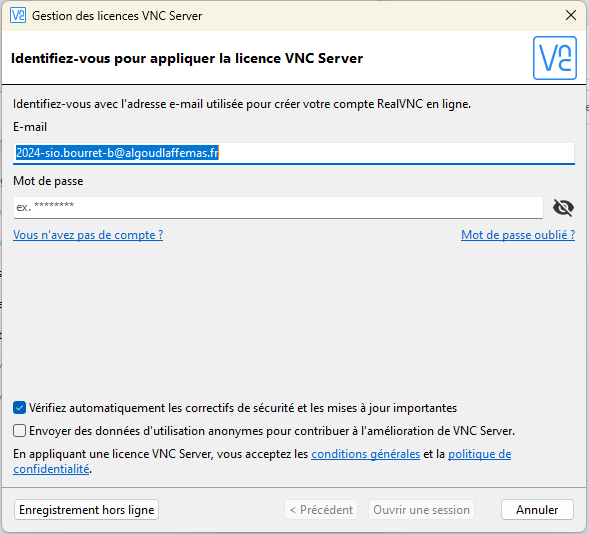 Gestion des licences VNC Server
Identifiez-vous pour appliquer la licence VNC Server
Identifiez-vous avec l'adresse e-mail utilisée pour créer votre compte RealVNC en ligne.
E-mail
2024-sio.bourret-b@algoudlaffemas.fr
Mot de passe
ex. ********
Vous n'avez pas de compte ? Mot de passe oublié ?
Vérifiez automatiquement les correctifs de sécurité et les mises à jour importantes
Envoyer des données d'utilisation anonymes pour contribuer à l'amélioration de VNC Server.
En appliquant une licence VNC Server, vous acceptez les conditions générales et la politique de
confidentialité.
Enregistrement hors ligne < Précédent Ouvrir une session Annuler